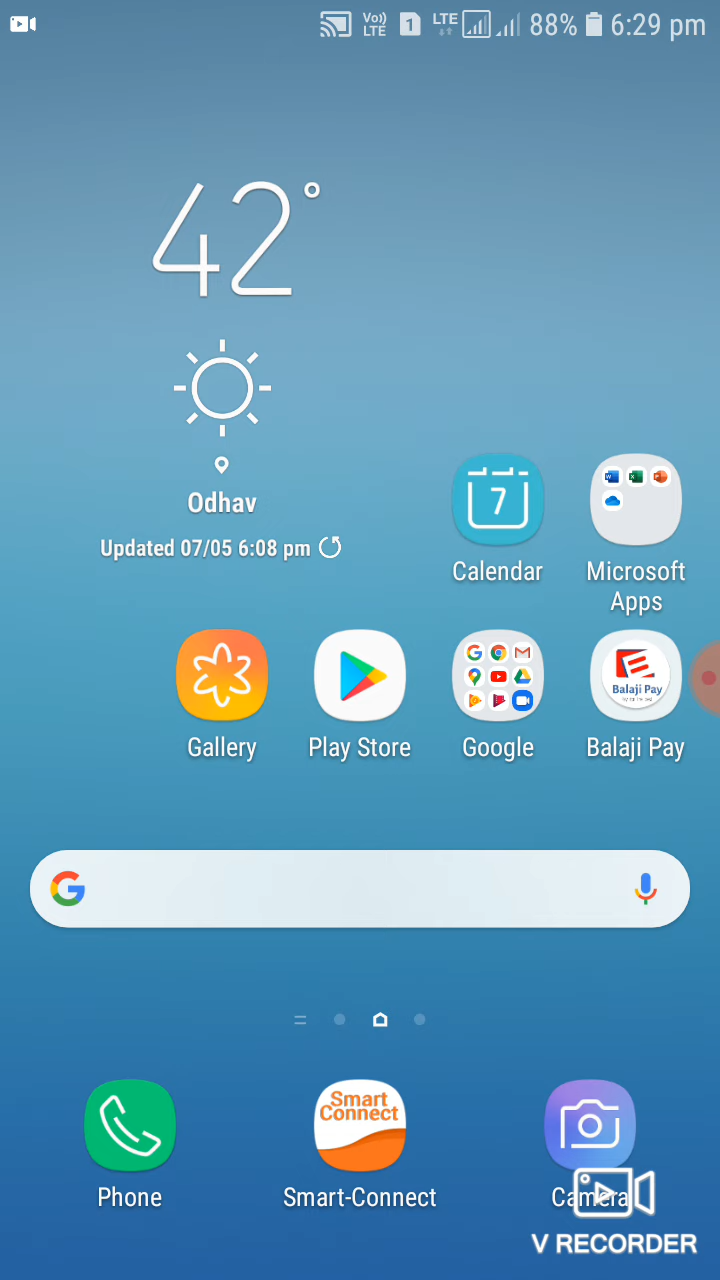 Vo)) LTE 1 LTE 88% 6:29 pm
42°
Odhav
Updated 07/05 6:08 pm
7
Calendar
Microsoft Apps
Balaji Pay
Gallery
Play Store
Google
Balaji Pay
Smart Connect
Phone
Smart-Connect
Camera
V RECORDER